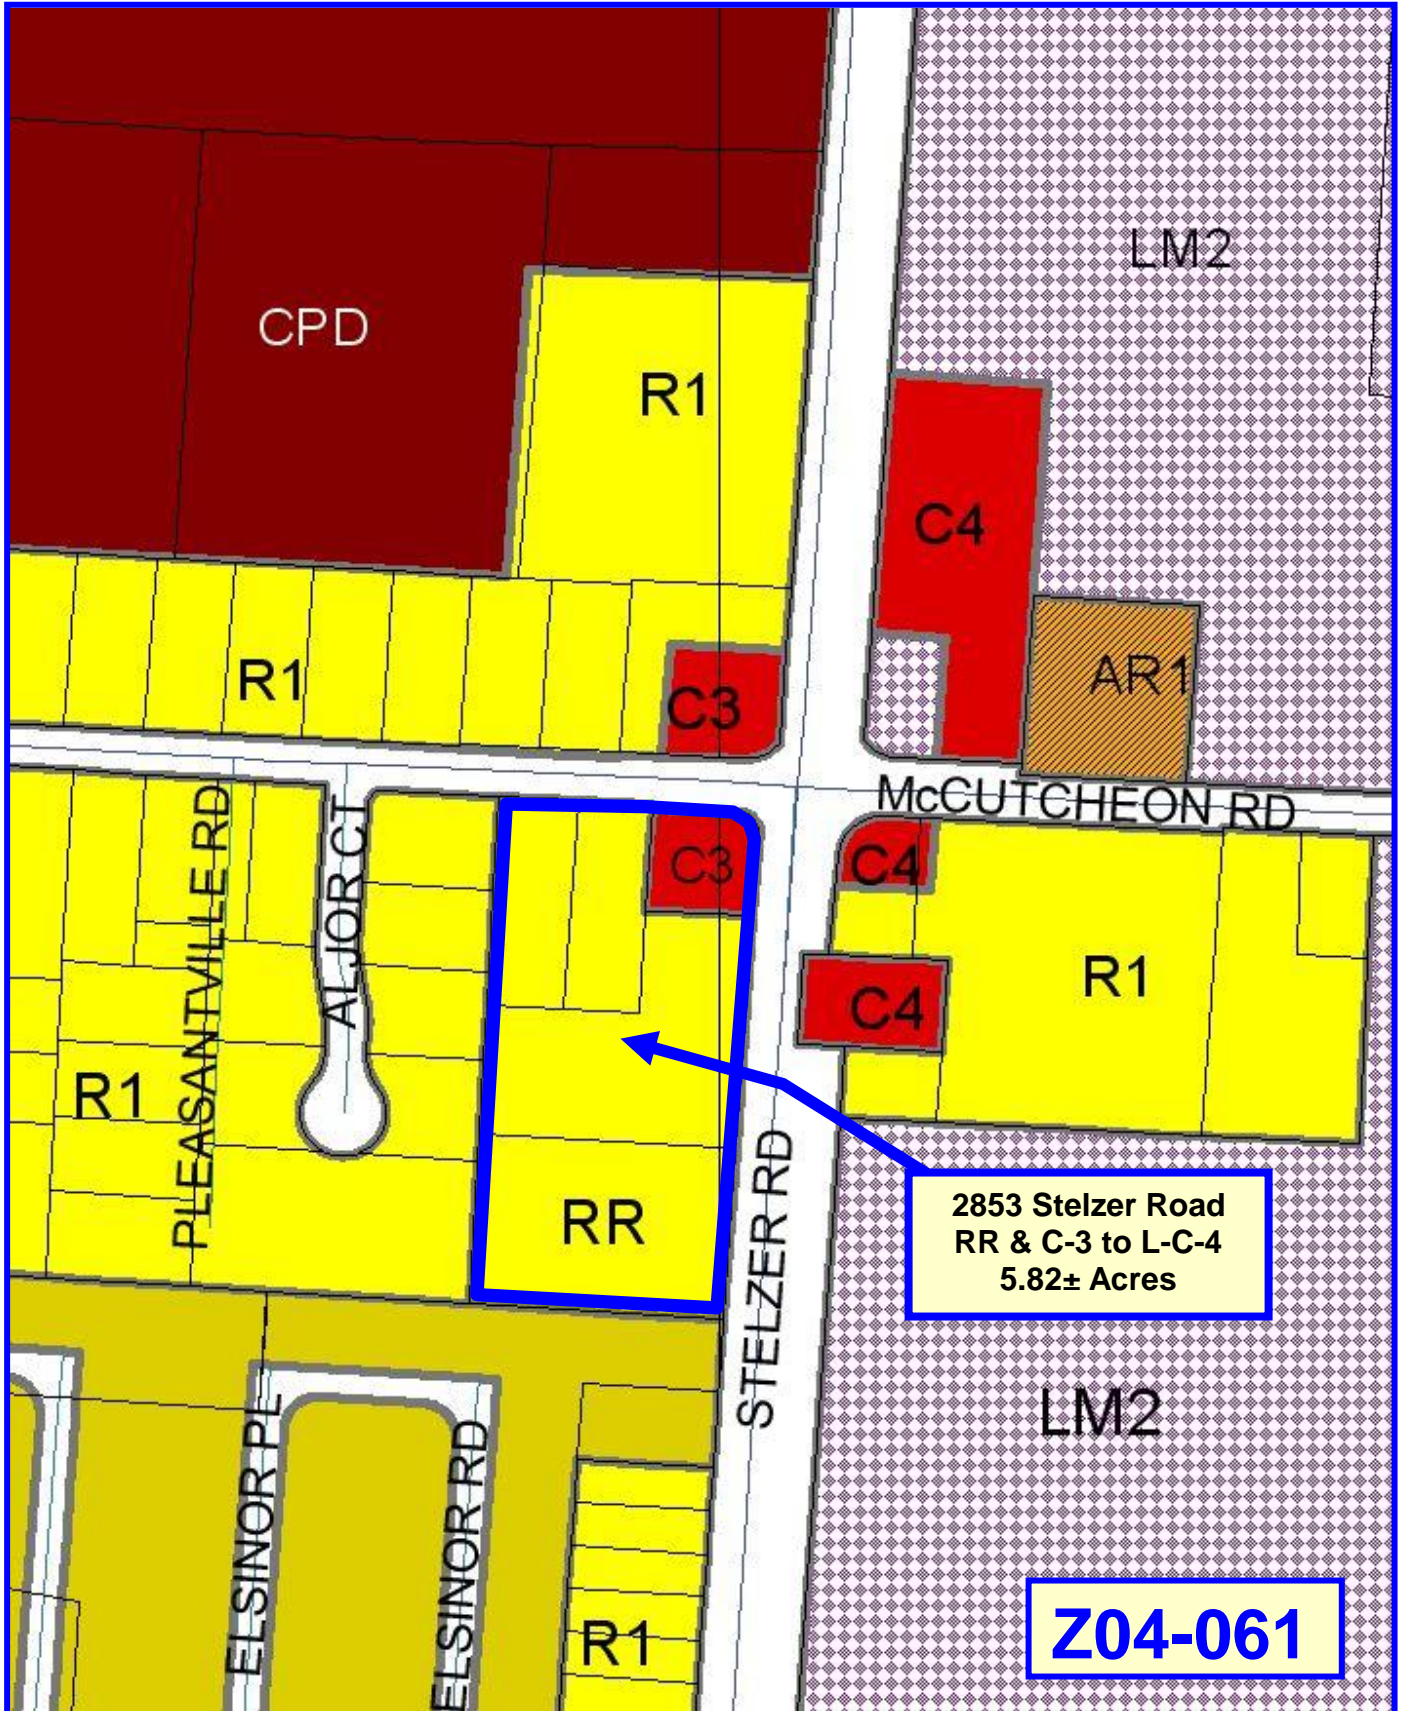 LM2
CPD
R1
C4
R1
C3
AR1
McCUTCHEON RD
PLEASANTVILLE RD
ALJOR CT
C3
C4
R1
C4
R1
RR
STELZER RD
2853 Stelzer Road
RR & C-3 to L-C-4
5.82± Acres
LM2
ELSINOR PL
ELSINOR RD
R1
Z04-061